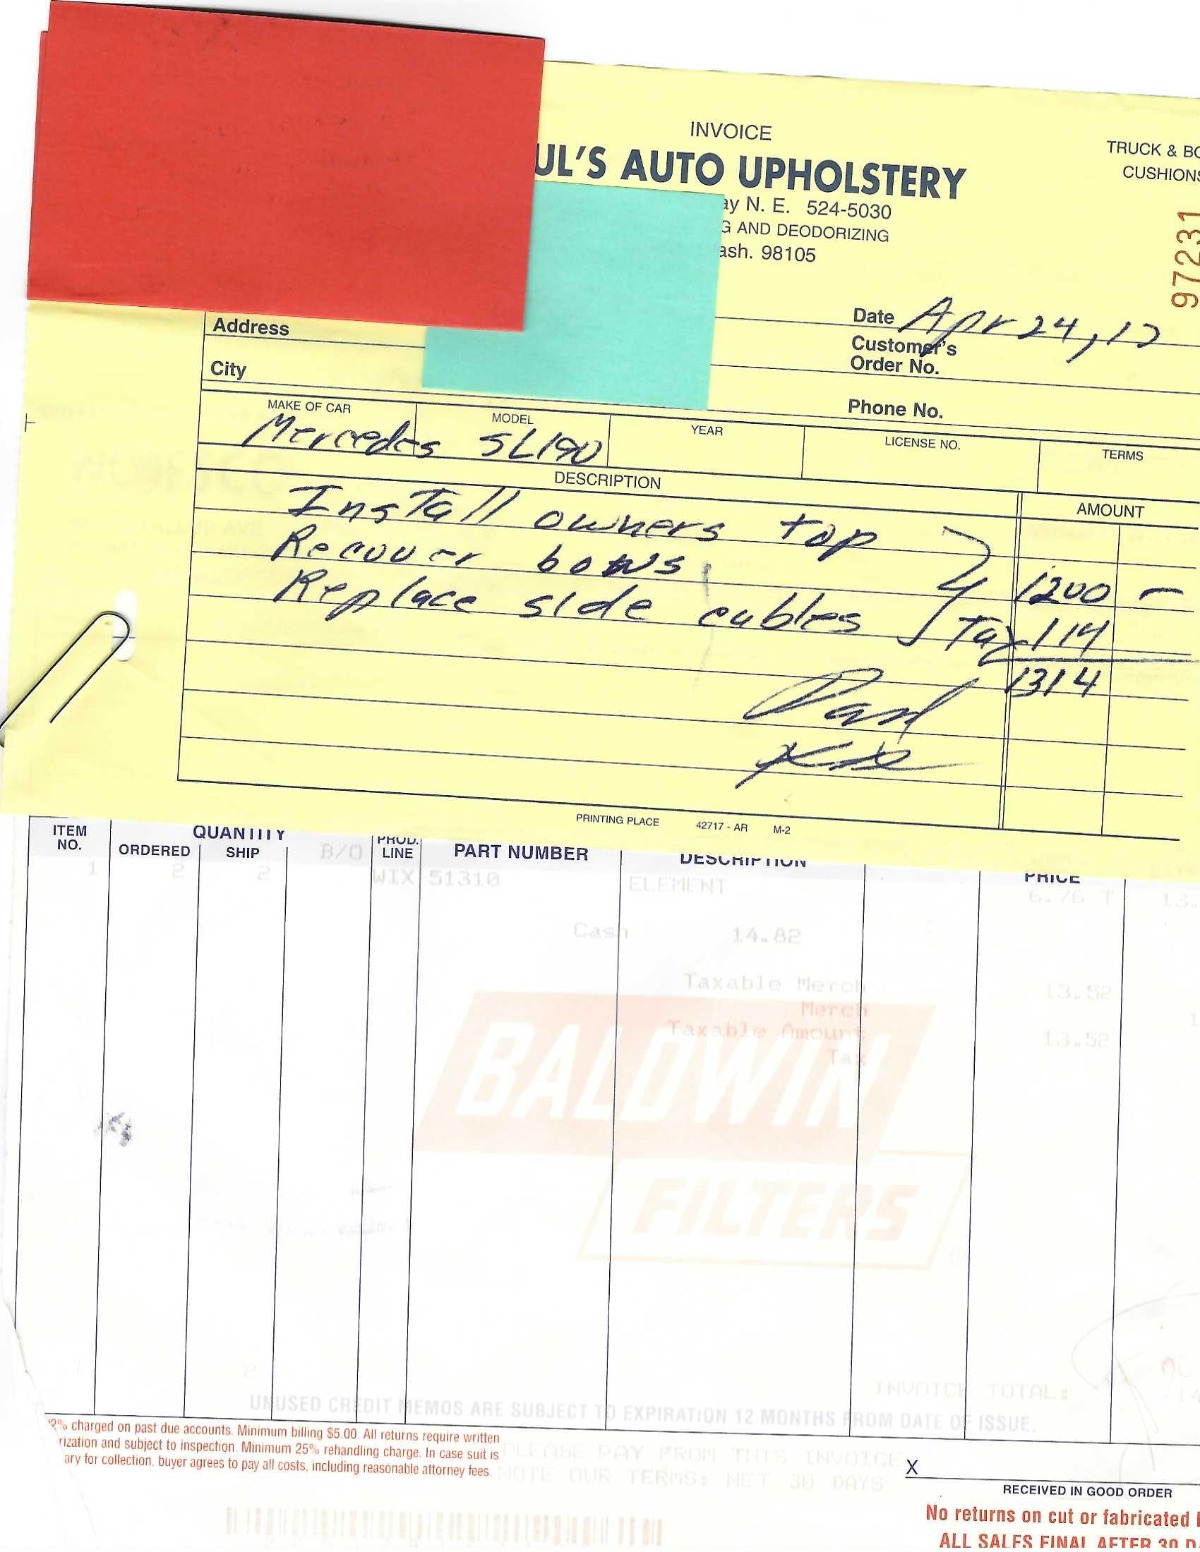 INVOICE
TRUCK & BO
CUSHIONS
UL'S AUTO UPHOLSTERY
ay N. E. 524-5030
G AND DEODORIZING
ash. 98105
97231
Date Apr 24, 12
Address
Customer's
Order No.
City
Phone No.
MAKE OF CAR MODEL YEAR LICENSE NO. TERMS
Mercedes SL190
DESCRIPTION AMOUNT
Install owners top
Recover bows 1200 —
Replace side cables Tax 114
1314
Paid
PRINTING PLACE 42717 - AR M-2
ITEM NO. QUANTITY ORDERED SHIP B/O PROD. LINE PART NUMBER DESCRIPTION PRICE
1 2 2 WIX 51310 ELEMENT 6.76 T 13.
Cash 14.82
Taxable Merch 13.52
Merch
Taxable Amount 13.52
Tax
BALDWIN
FILTERS
INVOICE TOTAL:
UNUSED CREDIT MEMOS ARE SUBJECT TO EXPIRATION 12 MONTHS FROM DATE OF ISSUE.
2% charged on past due accounts. Minimum billing $5.00. All returns require written
rization and subject to inspection. Minimum 25% rehandling charge. In case suit is
ary for collection, buyer agrees to pay all costs, including reasonable attorney fees.
PLEASE PAY FROM THIS INVOICE
NOTE OUR TERMS: NET 30 DAYS
X
RECEIVED IN GOOD ORDER
No returns on cut or fabricated
ALL SALES FINAL AFTER 30 D